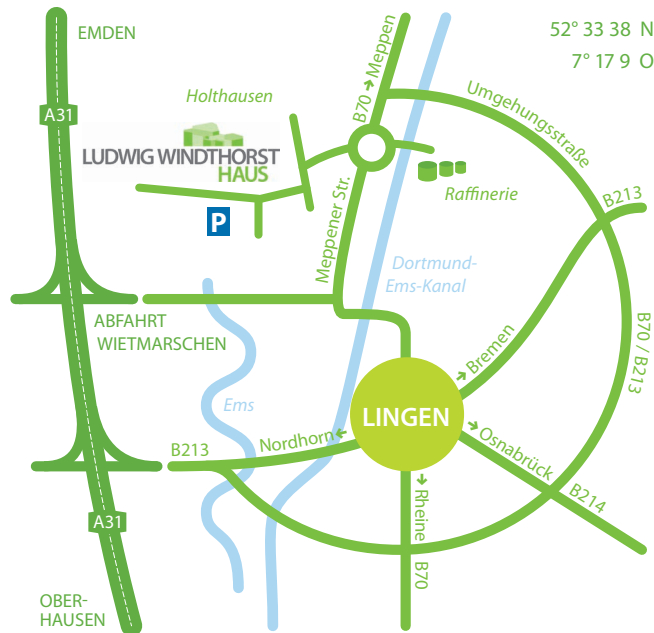 EMDEN
52° 33 38 N
7° 17 9 O
A31
Holthausen
B70 → Meppen
Umgehungsstraße
LUDWIG WINDTHORST
HAUS
Raffinerie
B213
P
Meppener Str.
Dortmund-
Ems-Kanal
ABFAHRT
WIETMARSCHEN
B70 / B213
→ Bremen
Ems
LINGEN
B213
Nordhorn ←
→ Osnabrück
B214
→ Rheine
B70
A31
OBER-
HAUSEN